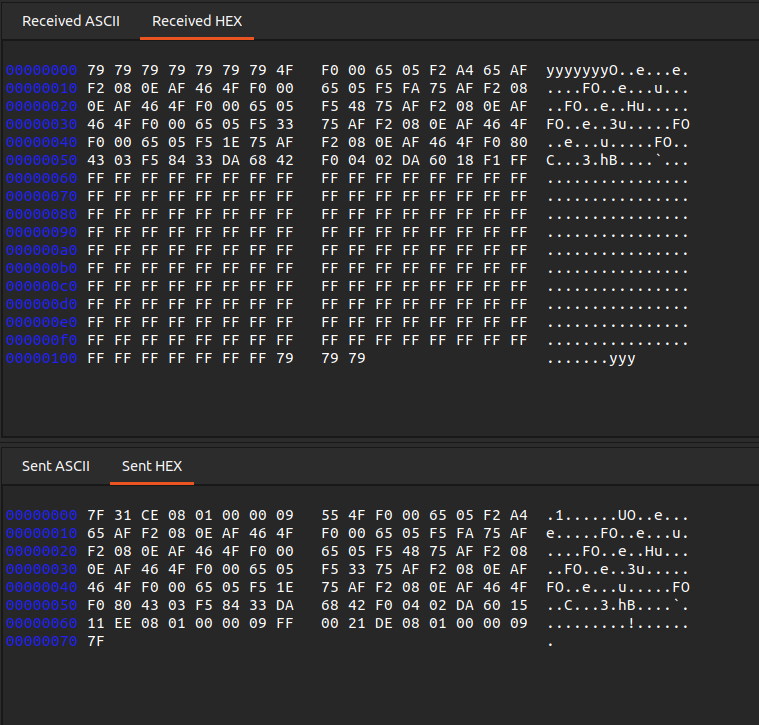 Received ASCII Received HEX
00000000 79 79 79 79 79 79 79 4F F0 00 65 05 F2 A4 65 AF yyyyyyyO..e...e.
00000010 F2 08 0E AF 46 4F F0 00 65 05 F5 FA 75 AF F2 08 ....FO..e...u...
00000020 0E AF 46 4F F0 00 65 05 F5 48 75 AF F2 08 0E AF ..FO..e..Hu.....
00000030 46 4F F0 00 65 05 F5 33 75 AF F2 08 0E AF 46 4F FO..e..3u.....FO
00000040 F0 00 65 05 F5 1E 75 AF F2 08 0E AF 46 4F F0 80 ..e...u.....FO..
00000050 43 03 F5 84 33 DA 68 42 F0 04 02 DA 60 18 F1 FF C...3.hB....`...
00000060 FF FF FF FF FF FF FF FF FF FF FF FF FF FF FF FF ................
00000070 FF FF FF FF FF FF FF FF FF FF FF FF FF FF FF FF ................
00000080 FF FF FF FF FF FF FF FF FF FF FF FF FF FF FF FF ................
00000090 FF FF FF FF FF FF FF FF FF FF FF FF FF FF FF FF ................
000000a0 FF FF FF FF FF FF FF FF FF FF FF FF FF FF FF FF ................
000000b0 FF FF FF FF FF FF FF FF FF FF FF FF FF FF FF FF ................
000000c0 FF FF FF FF FF FF FF FF FF FF FF FF FF FF FF FF ................
000000d0 FF FF FF FF FF FF FF FF FF FF FF FF FF FF FF FF ................
000000e0 FF FF FF FF FF FF FF FF FF FF FF FF FF FF FF FF ................
000000f0 FF FF FF FF FF FF FF FF FF FF FF FF FF FF FF FF ................
00000100 FF FF FF FF FF FF FF 79 79 79 .......yyy
Sent ASCII Sent HEX
00000000 7F 31 CE 08 01 00 00 09 55 4F F0 00 65 05 F2 A4 .1......UO..e...
00000010 65 AF F2 08 0E AF 46 4F F0 00 65 05 F5 FA 75 AF e.....FO..e...u.
00000020 F2 08 0E AF 46 4F F0 00 65 05 F5 48 75 AF F2 08 ....FO..e..Hu...
00000030 0E AF 46 4F F0 00 65 05 F5 33 75 AF F2 08 0E AF ..FO..e..3u.....
00000040 46 4F F0 00 65 05 F5 1E 75 AF F2 08 0E AF 46 4F FO..e...u.....FO
00000050 F0 80 43 03 F5 84 33 DA 68 42 F0 04 02 DA 60 15 ..C...3.hB....`.
00000060 11 EE 08 01 00 00 09 FF 00 21 DE 08 01 00 00 09 .........!......
00000070 7F .